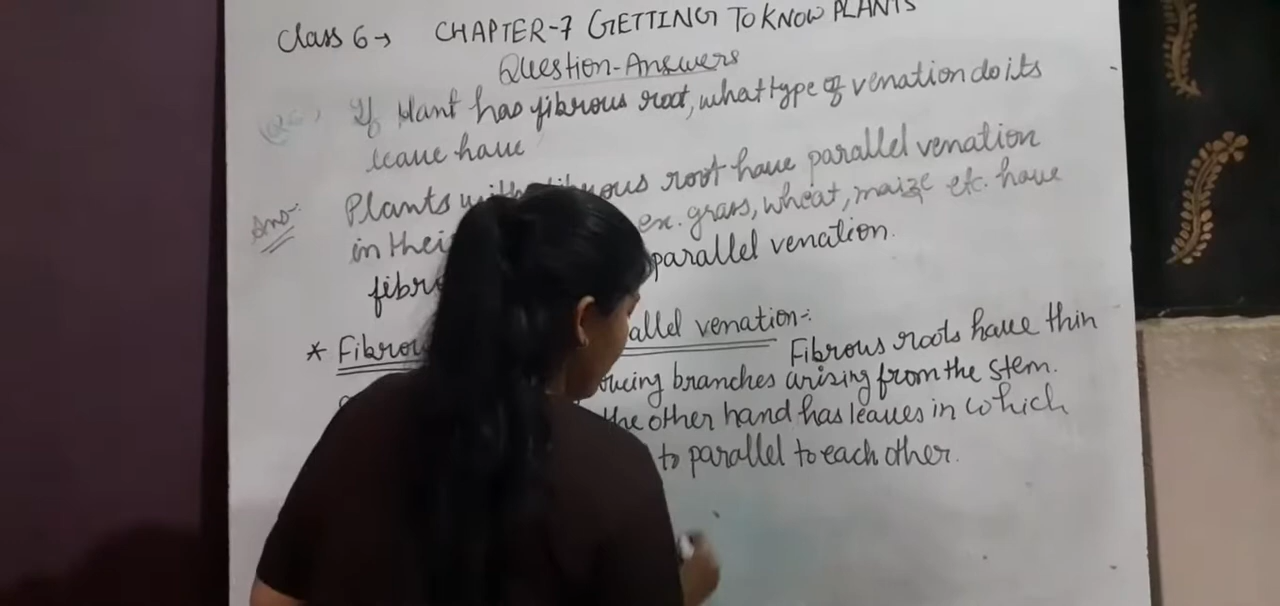 Class 6→ CHAPTER-7 GETTING TO KNOW PLANTS
Question-Answers
If plant has fibrous root, what type of venation do its
leave have
Ans:- Plants with fibrous root have parallel venation
in their ex. grass, wheat, maize etc. have
fibro parallel venation.
* Fibrou allel venation:- Fibrous roots have thin
branches arising from the stem.
the other hand has leaves in which
to parallel to each other.